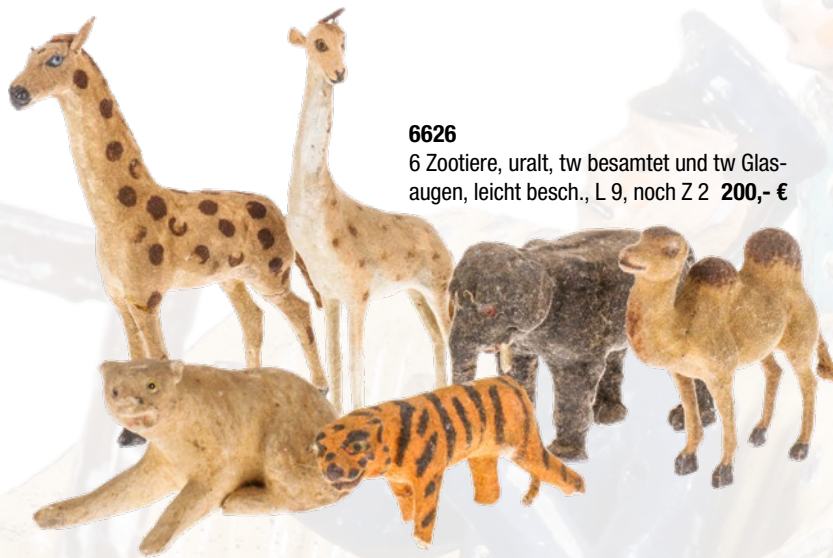 6626
6 Zootiere, uralt, tw besamtet und tw Glas-
augen, leicht besch., L 9, noch Z 2 200,- €